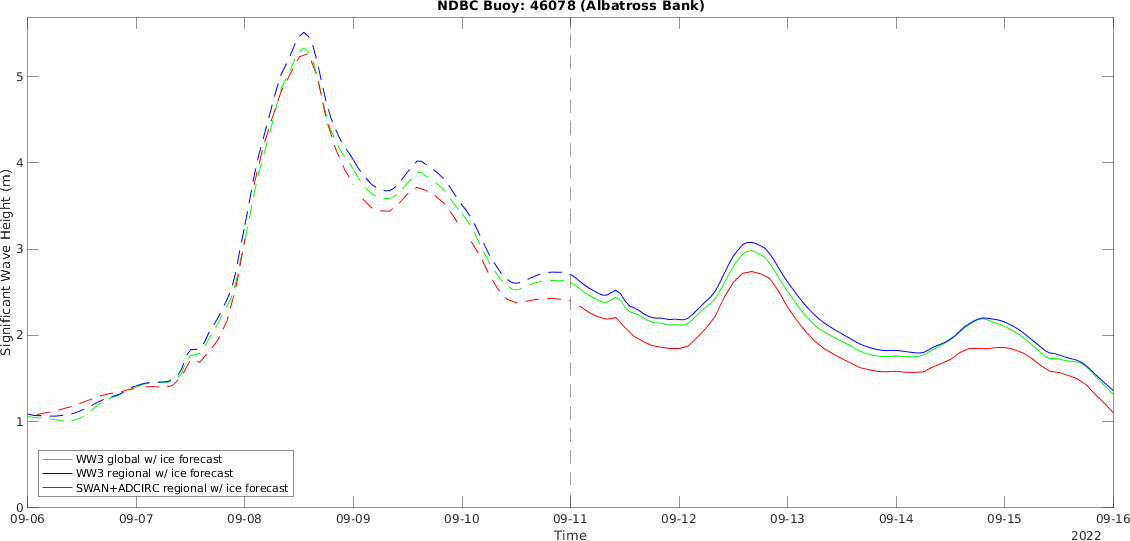 NDBC Buoy: 46078 (Albatross Bank)
Significant Wave Height (m)
5
4
3
2
1
0
WW3 global w/ ice forecast
WW3 regional w/ ice forecast
SWAN+ADCIRC regional w/ ice forecast
09-06 09-07 09-08 09-09 09-10 09-11 09-12 09-13 09-14 09-15 09-16
Time
2022